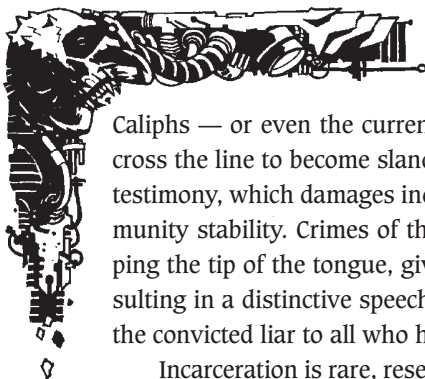 Caliphs — or even the curren
cross the line to become sland
testimony, which damages ind
munity stability. Crimes of th
ping the tip of the tongue, giv
sulting in a distinctive speech
the convicted liar to all who h
Incarceration is rare, rese